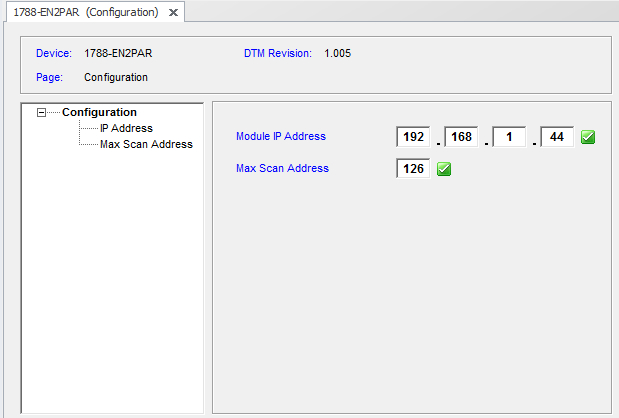 1788-EN2PAR (Configuration)
Device: 1788-EN2PAR DTM Revision: 1.005
Page: Configuration
Configuration
IP Address
Max Scan Address
Module IP Address 192 . 168 . 1 . 44
Max Scan Address 126